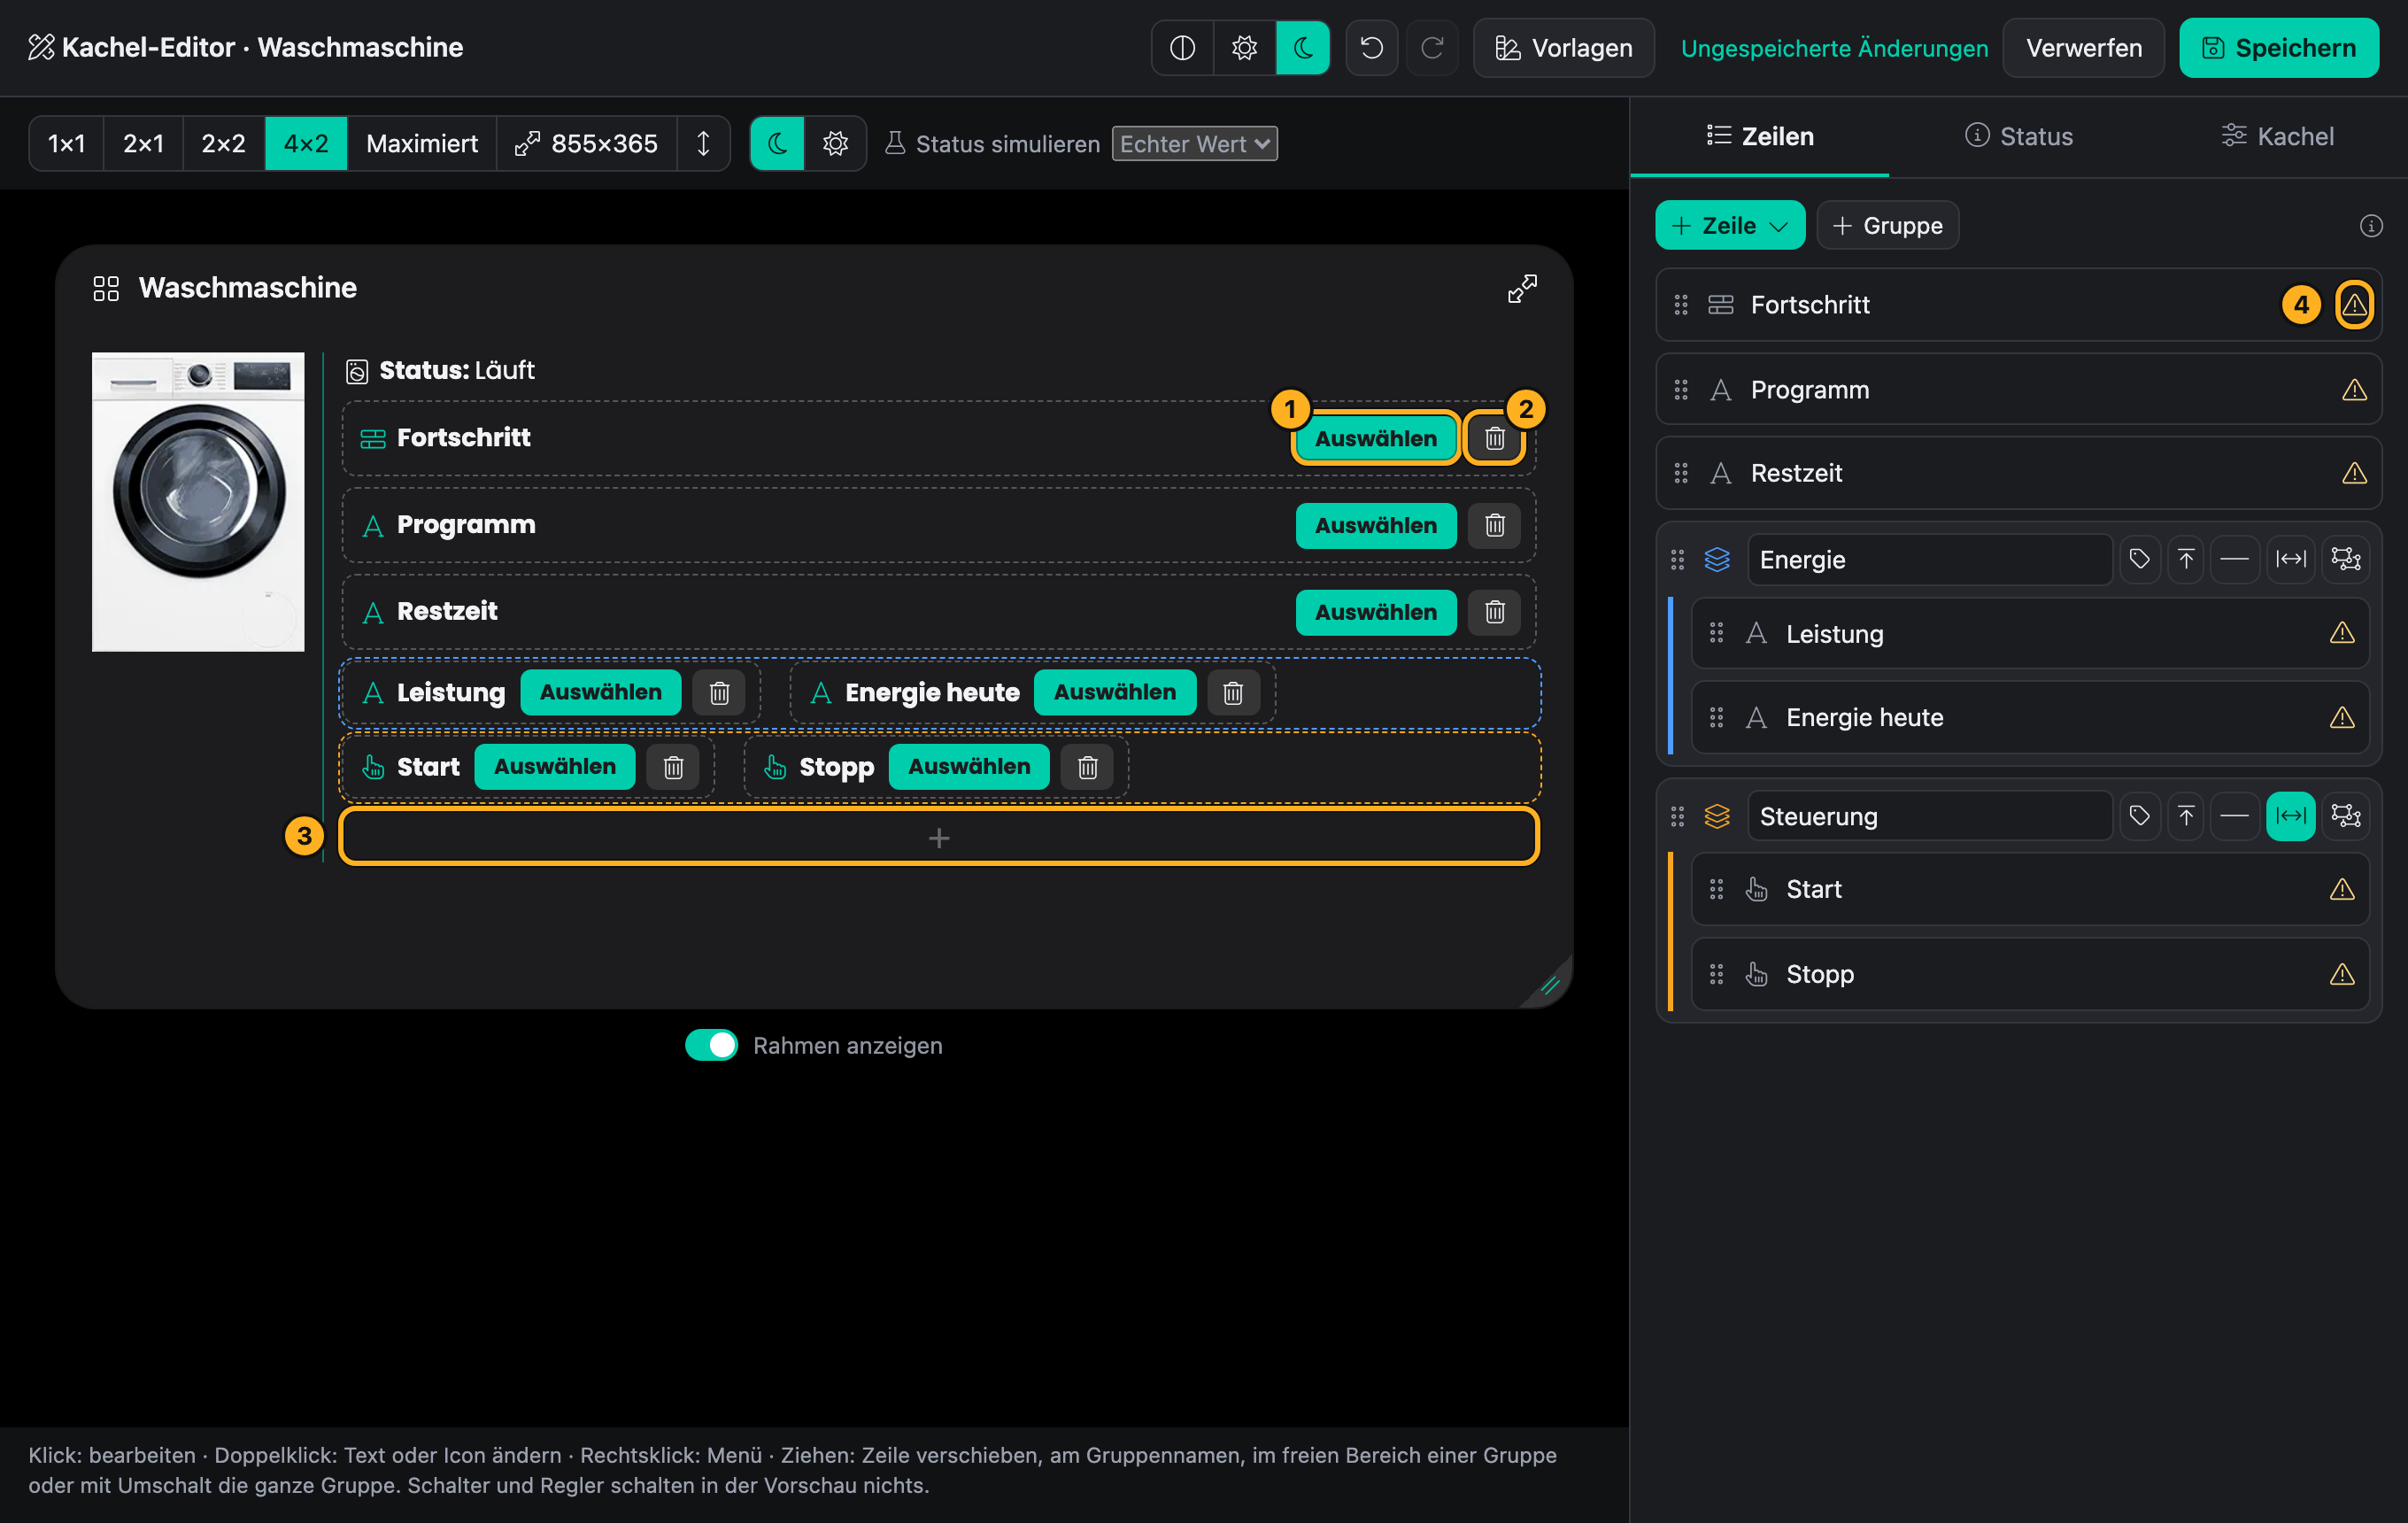 Kachel-Editor · Waschmaschine
Vorlagen
Ungespeicherte Änderungen
Verwerfen
Speichern
1×1
2×1
2×2
4×2
Maximiert
855×365
Status simulieren
Echter Wert
Zeilen
Status
Kachel
Zeile
Gruppe
Waschmaschine
Status: Läuft
Fortschritt
Auswählen
1
2
Programm
Auswählen
Restzeit
Auswählen
Leistung
Auswählen
Energie heute
Auswählen
Start
Auswählen
Stopp
Auswählen
3
+
Rahmen anzeigen
Fortschritt
4
Programm
Restzeit
Energie
Leistung
Energie heute
Steuerung
Start
Stopp
Klick: bearbeiten · Doppelklick: Text oder Icon ändern · Rechtsklick: Menü · Ziehen: Zeile verschieben, am Gruppennamen, im freien Bereich einer Gruppe
oder mit Umschalt die ganze Gruppe. Schalter und Regler schalten in der Vorschau nichts.